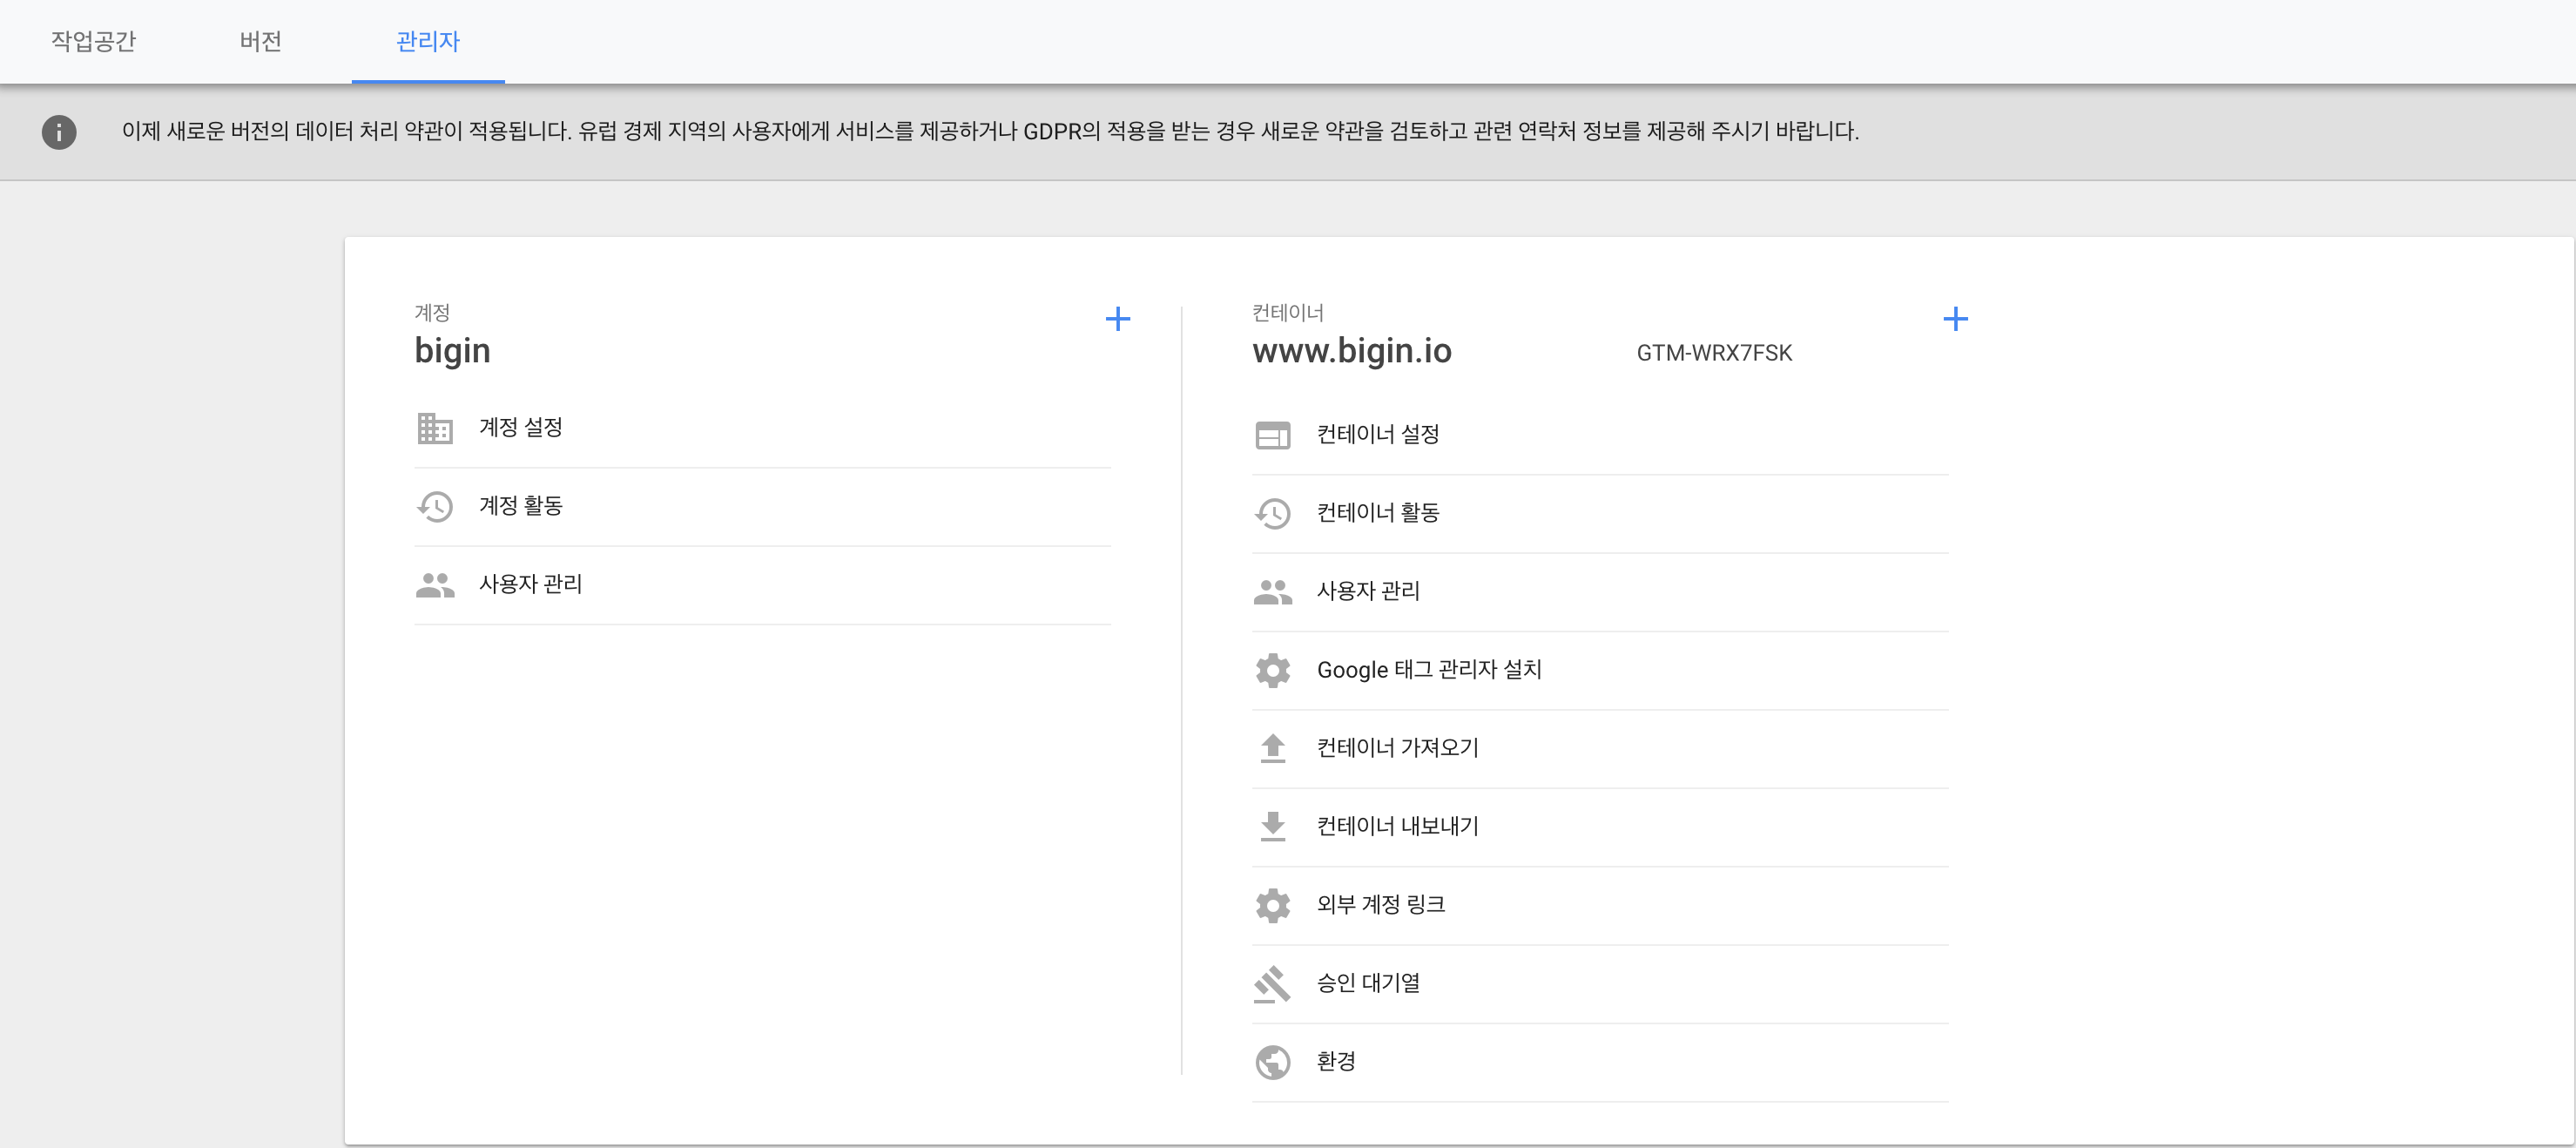 작업공간
버전
관리자
이제 새로운 버전의 데이터 처리 약관이 적용됩니다. 유럽 경제 지역의 사용자에게 서비스를 제공하거나 GDPR의 적용을 받는 경우 새로운 약관을 검토하고 관련 연락처 정보를 제공해 주시기 바랍니다.
계정
bigin
계정 설정
계정 활동
사용자 관리
컨테이너
www.bigin.io
GTM-WRX7FSK
컨테이너 설정
컨테이너 활동
사용자 관리
Google 태그 관리자 설치
컨테이너 가져오기
컨테이너 내보내기
외부 계정 링크
승인 대기열
환경